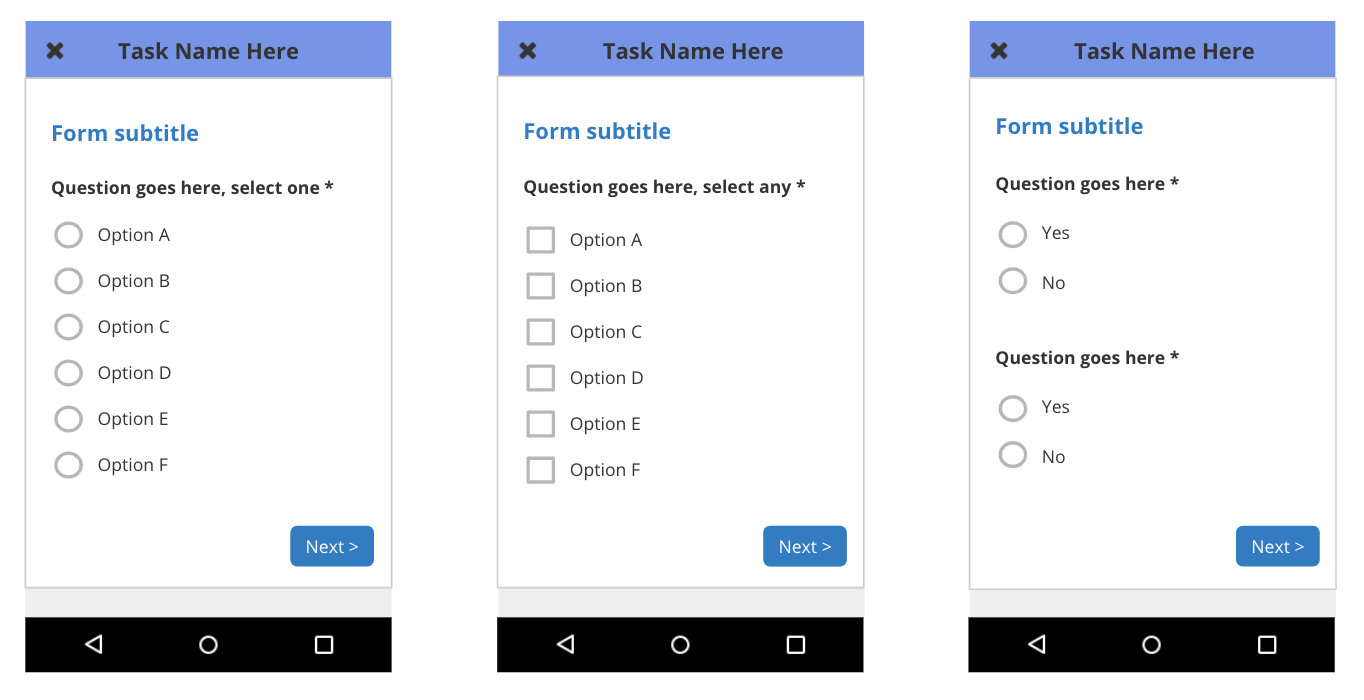 Task Name Here
Form subtitle
Question goes here, select one *
Option A
Option B
Option C
Option D
Option E
Option F
Next >
Task Name Here
Form subtitle
Question goes here, select any *
Option A
Option B
Option C
Option D
Option E
Option F
Next >
Task Name Here
Form subtitle
Question goes here *
Yes
No
Question goes here *
Yes
No
Next >